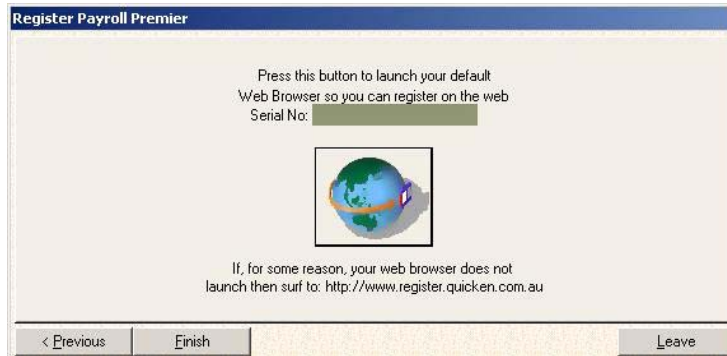 Register Payroll Premier
Press this button to launch your default
Web Browser so you can register on the web
Serial No:
If, for some reason, your web browser does not
launch then surf to: http://www.register.quicken.com.au
< Previous Finish Leave